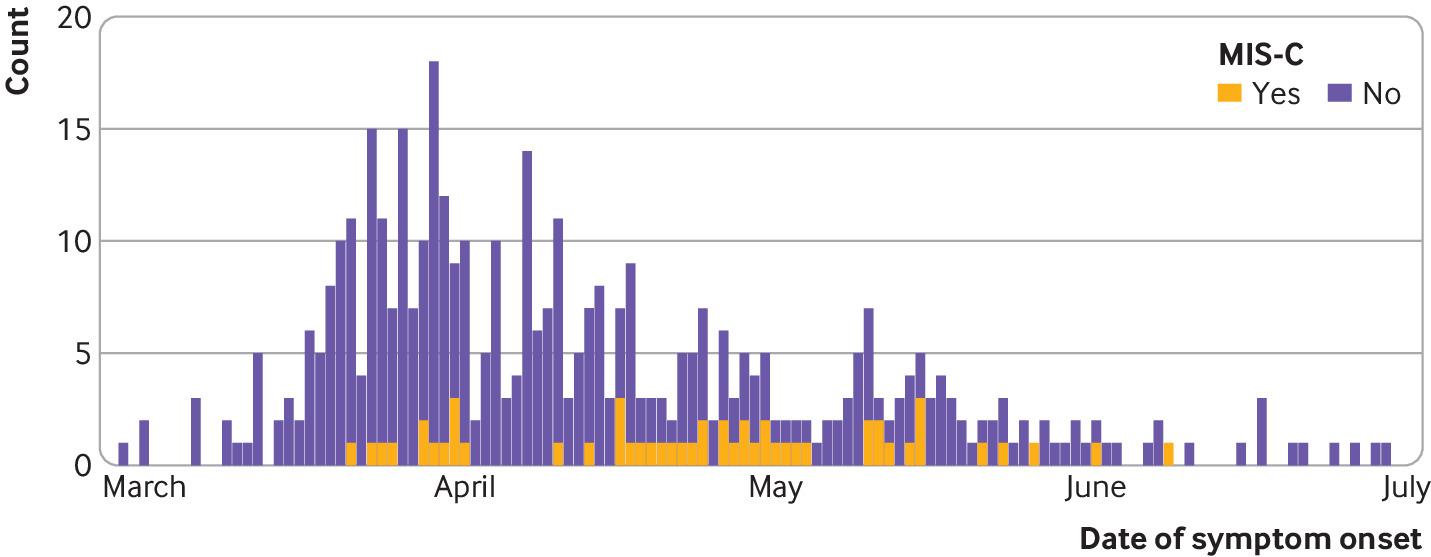 Count
20
15
10
5
0
MIS-C
Yes No
March April May June July
Date of symptom onset